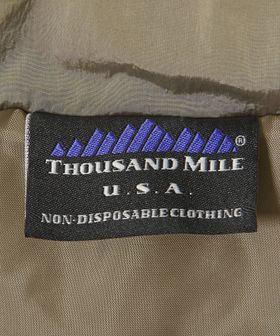 ®
THOUSAND MILE
U.S.A.
NON-DISPOSABLE CLOTHING